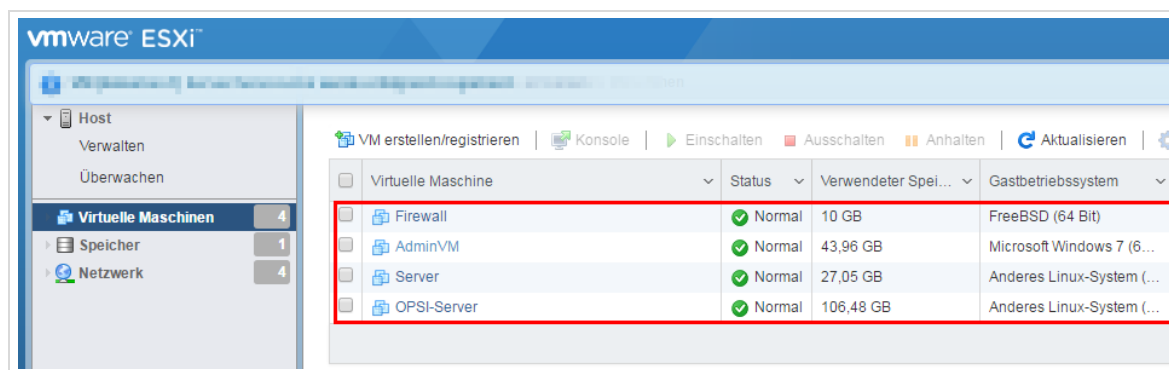 vmware ESXi™
Host
Verwalten
Überwachen
Virtuelle Maschinen 4
Speicher 1
Netzwerk 4
VM erstellen/registrieren | Konsole | Einschalten Ausschalten Anhalten | Aktualisieren |
Virtuelle Maschine Status Verwendeter Spei... Gastbetriebssystem
Firewall Normal 10 GB FreeBSD (64 Bit)
AdminVM Normal 43,96 GB Microsoft Windows 7 (6...
Server Normal 27,05 GB Anderes Linux-System (...
OPSI-Server Normal 106,48 GB Anderes Linux-System (...